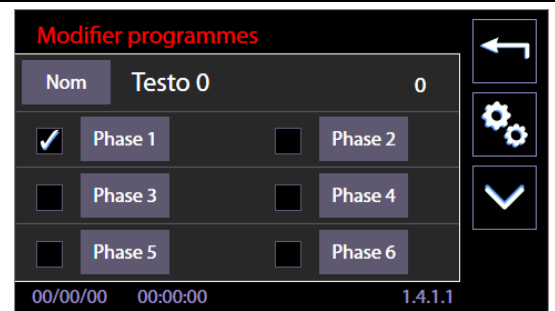 Modifier programmes
Nom Testo 0 0
Phase 1 Phase 2
Phase 3 Phase 4
Phase 5 Phase 6
00/00/00 00:00:00 1.4.1.1